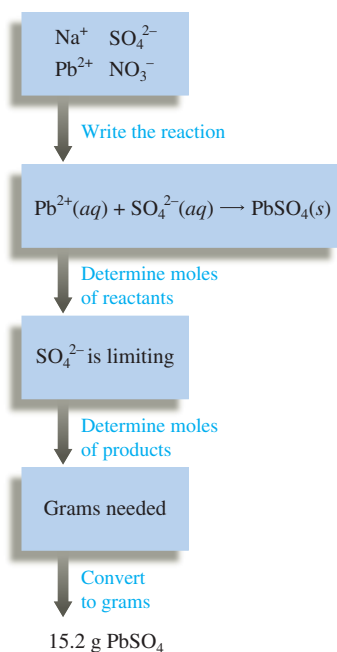 Na⁺ SO₄²⁻
Pb²⁺ NO₃⁻
Write the reaction
Pb²⁺(aq) + SO₄²⁻(aq) ⟶ PbSO₄(s)
Determine moles
of reactants
SO₄²⁻ is limiting
Determine moles
of products
Grams needed
Convert
to grams
15.2 g PbSO₄